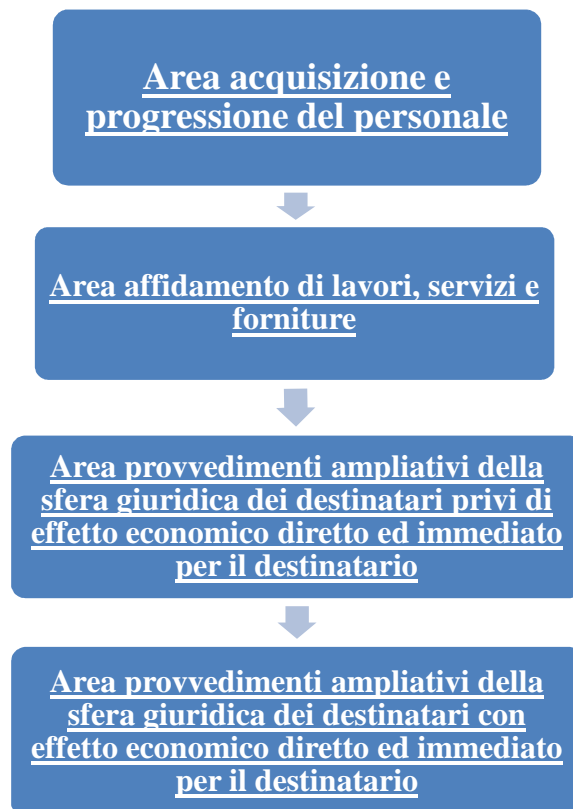 Area acquisizione e
progressione del personale
Area affidamento di lavori, servizi e
forniture
Area provvedimenti ampliativi della
sfera giuridica dei destinatari privi di
effetto economico diretto ed immediato
per il destinatario
Area provvedimenti ampliativi della
sfera giuridica dei destinatari con
effetto economico diretto ed immediato
per il destinatario